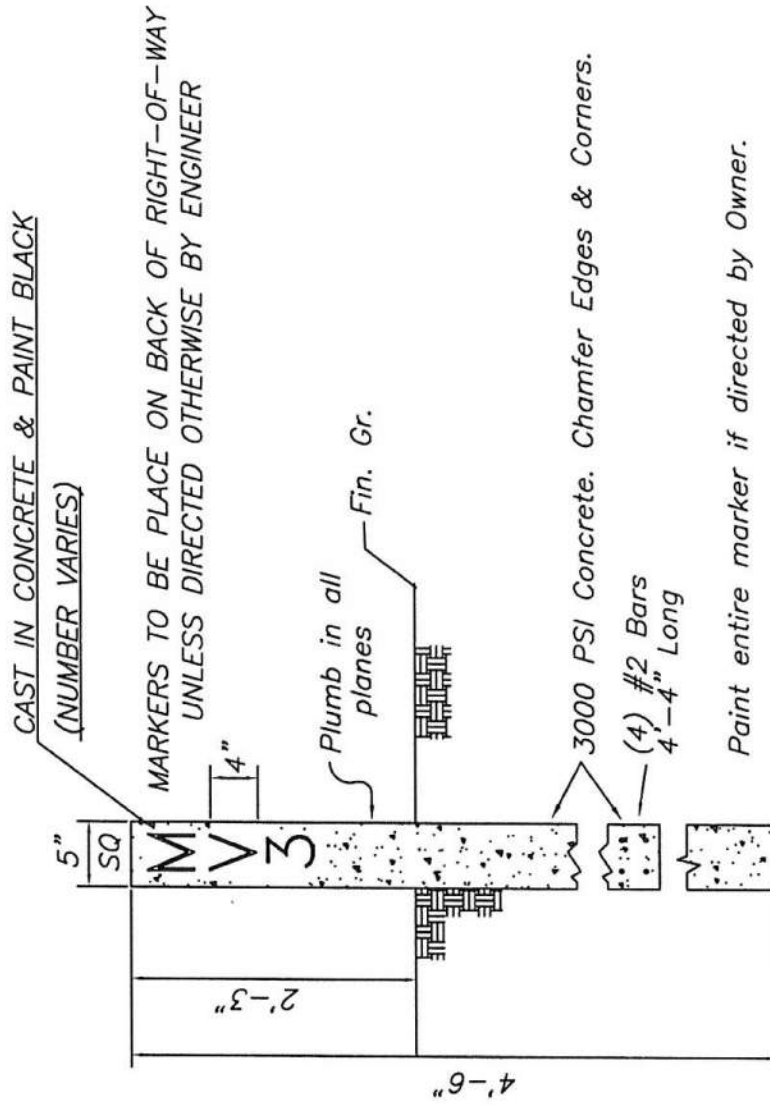 CAST IN CONCRETE & PAINT BLACK
(NUMBER VARIES)
MARKERS TO BE PLACE ON BACK OF RIGHT-OF-WAY
UNLESS DIRECTED OTHERWISE BY ENGINEER
5"
SQ
M
V
3
4"
Plumb in all
planes
Fin. Gr.
2'-3"
4'-6"
3000 PSI Concrete. Chamfer Edges & Corners.
(4) #2 Bars
4'-4" Long
Paint entire marker if directed by Owner.